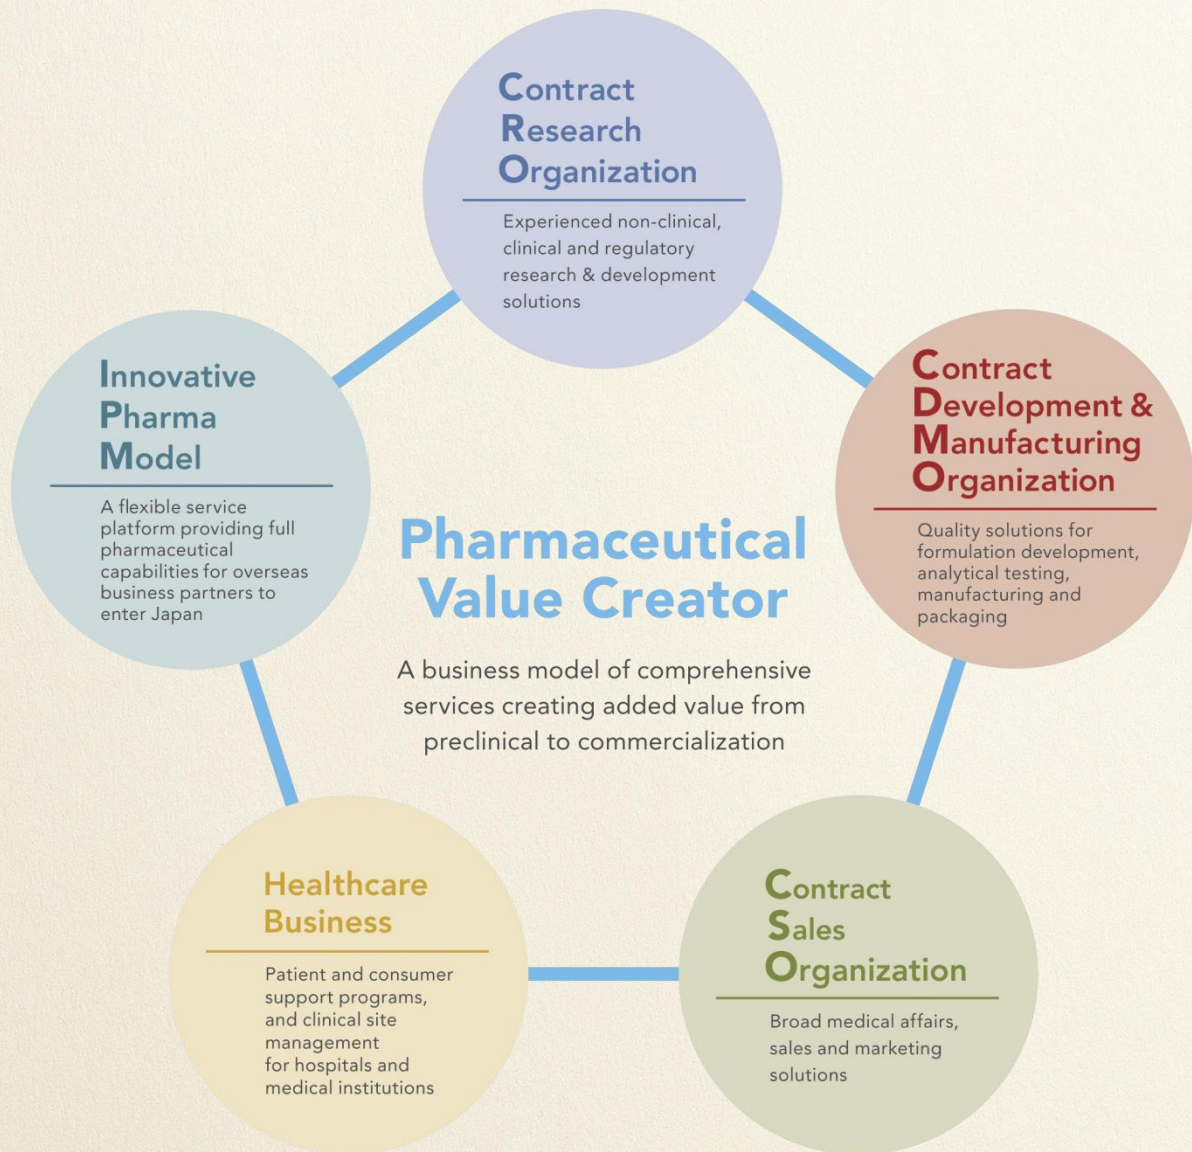 Contract
Research
Organization
Experienced non-clinical,
clinical and regulatory
research & development
solutions
Innovative
Pharma
Model
A flexible service
platform providing full
pharmaceutical
capabilities for overseas
business partners to
enter Japan
Contract
Development &
Manufacturing
Organization
Quality solutions for
formulation development,
analytical testing,
manufacturing and
packaging
Pharmaceutical
Value Creator
A business model of comprehensive
services creating added value from
preclinical to commercialization
Healthcare
Business
Patient and consumer
support programs,
and clinical site
management
for hospitals and
medical institutions
Contract
Sales
Organization
Broad medical affairs,
sales and marketing
solutions